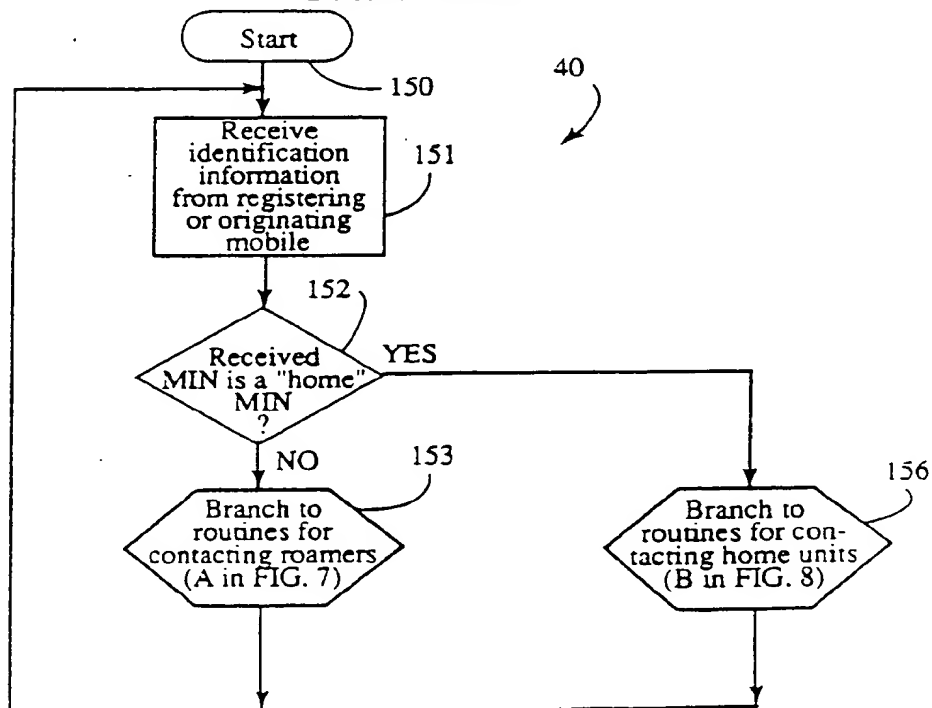 Start
150
40
Receive
identification
information
from registering
or originating
mobile
151
152
Received
MIN is a "home"
MIN
?
YES
NO
153
Branch to
routines for
contacting roamers
(A in FIG. 7)
156
Branch to
routines for con-
tacting home units
(B in FIG. 8)